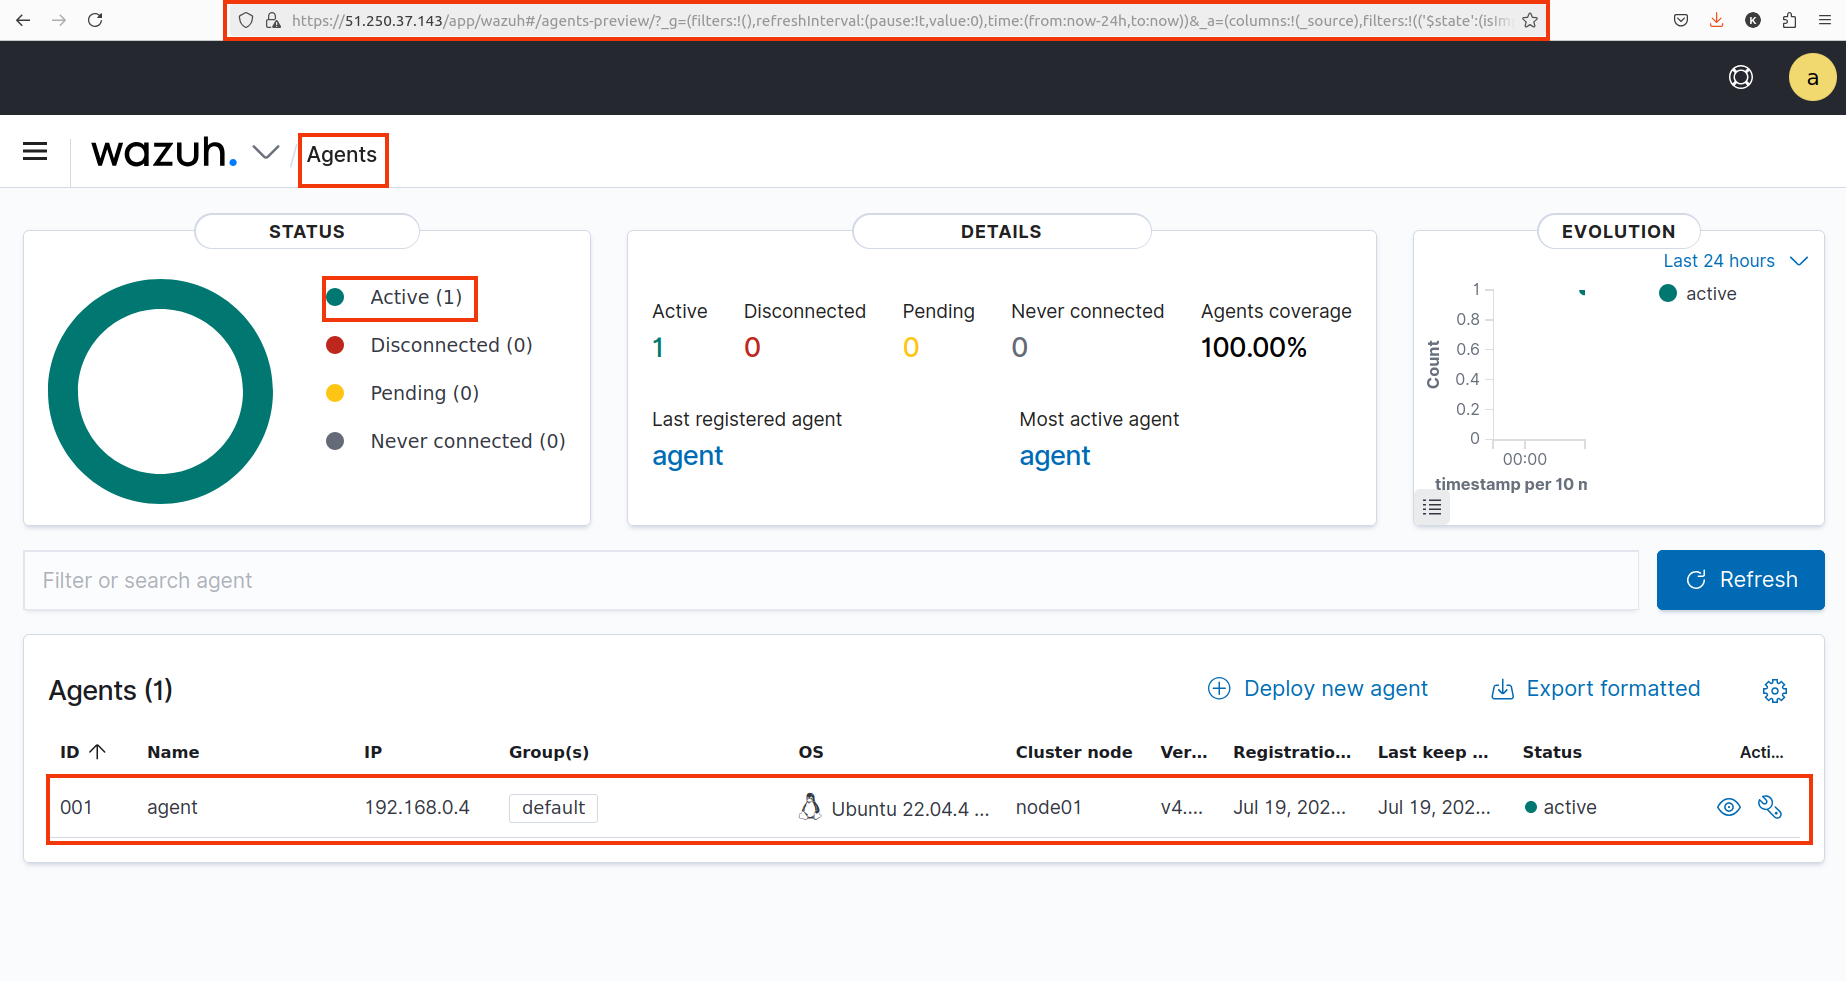 https://51.250.37.143/app/wazuh#/agents-preview/?_g=(filters:!(),refreshInterval:(pause:!t,value:0),time:(from:now-24h,to:now))&_a=(columns:!(_source),filters:!(('$state':(isImp
K
a
wazuh. / Agents
STATUS
Active (1)
Disconnected (0)
Pending (0)
Never connected (0)
DETAILS
Active Disconnected Pending Never connected Agents coverage
1 0 0 0 100.00%
Last registered agent Most active agent
agent agent
EVOLUTION
Last 24 hours
active
1
0.8
0.6
0.4
0.2
0
Count
00:00
timestamp per 10 n
Filter or search agent
Refresh
Agents (1)
Deploy new agent
Export formatted
ID Name IP Group(s) OS Cluster node Ver... Registratio... Last keep ... Status Acti...
001 agent 192.168.0.4 default Ubuntu 22.04.4 ... node01 v4.... Jul 19, 202... Jul 19, 202... active